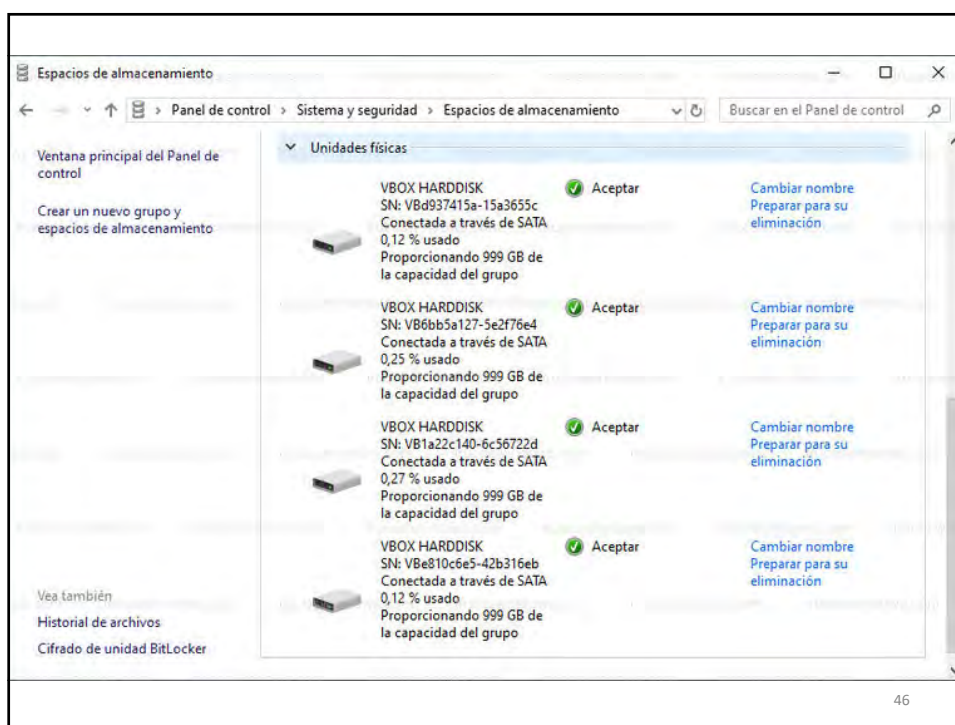 Espacios de almacenamiento
Panel de control > Sistema y seguridad > Espacios de almacenamiento
Buscar en el Panel de control
Ventana principal del Panel de
control
Crear un nuevo grupo y
espacios de almacenamiento
Unidades físicas
VBOX HARDDISK
SN: VBd937415a-15a3655c
Conectada a través de SATA
0,12 % usado
Proporcionando 999 GB de
la capacidad del grupo
Aceptar
Cambiar nombre
Preparar para su
eliminación
VBOX HARDDISK
SN: VB6bb5a127-5e2f76e4
Conectada a través de SATA
0,25 % usado
Proporcionando 999 GB de
la capacidad del grupo
Aceptar
Cambiar nombre
Preparar para su
eliminación
VBOX HARDDISK
SN: VB1a22c140-6c56722d
Conectada a través de SATA
0,27 % usado
Proporcionando 999 GB de
la capacidad del grupo
Aceptar
Cambiar nombre
Preparar para su
eliminación
VBOX HARDDISK
SN: VBe810c6e5-42b316eb
Conectada a través de SATA
0,12 % usado
Proporcionando 999 GB de
la capacidad del grupo
Aceptar
Cambiar nombre
Preparar para su
eliminación
Vea también
Historial de archivos
Cifrado de unidad BitLocker
46